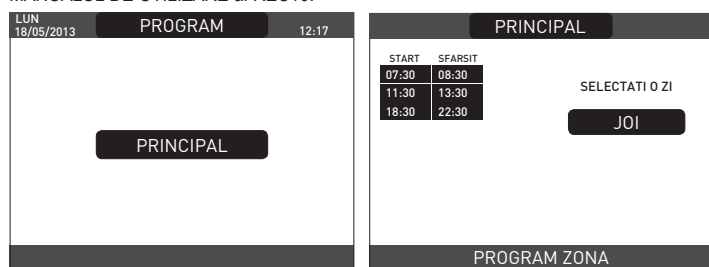 LUN
18/05/2013
PROGRAM
12:17
PRINCIPAL
PRINCIPAL
START SFARSIT
07:30 08:30
11:30 13:30
18:30 22:30
SELECTATI O ZI
JOI
PROGRAM ZONA